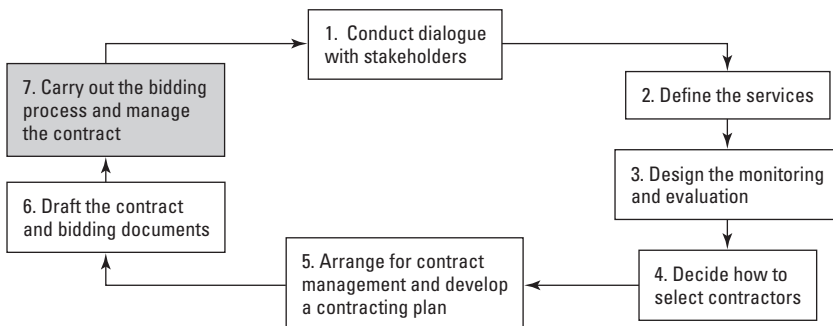 1. Conduct dialogue
with stakeholders
2. Define the services
3. Design the monitoring
and evaluation
4. Decide how to
select contractors
5. Arrange for contract
management and develop
a contracting plan
6. Draft the contract
and bidding documents
7. Carry out the bidding
process and manage
the contract